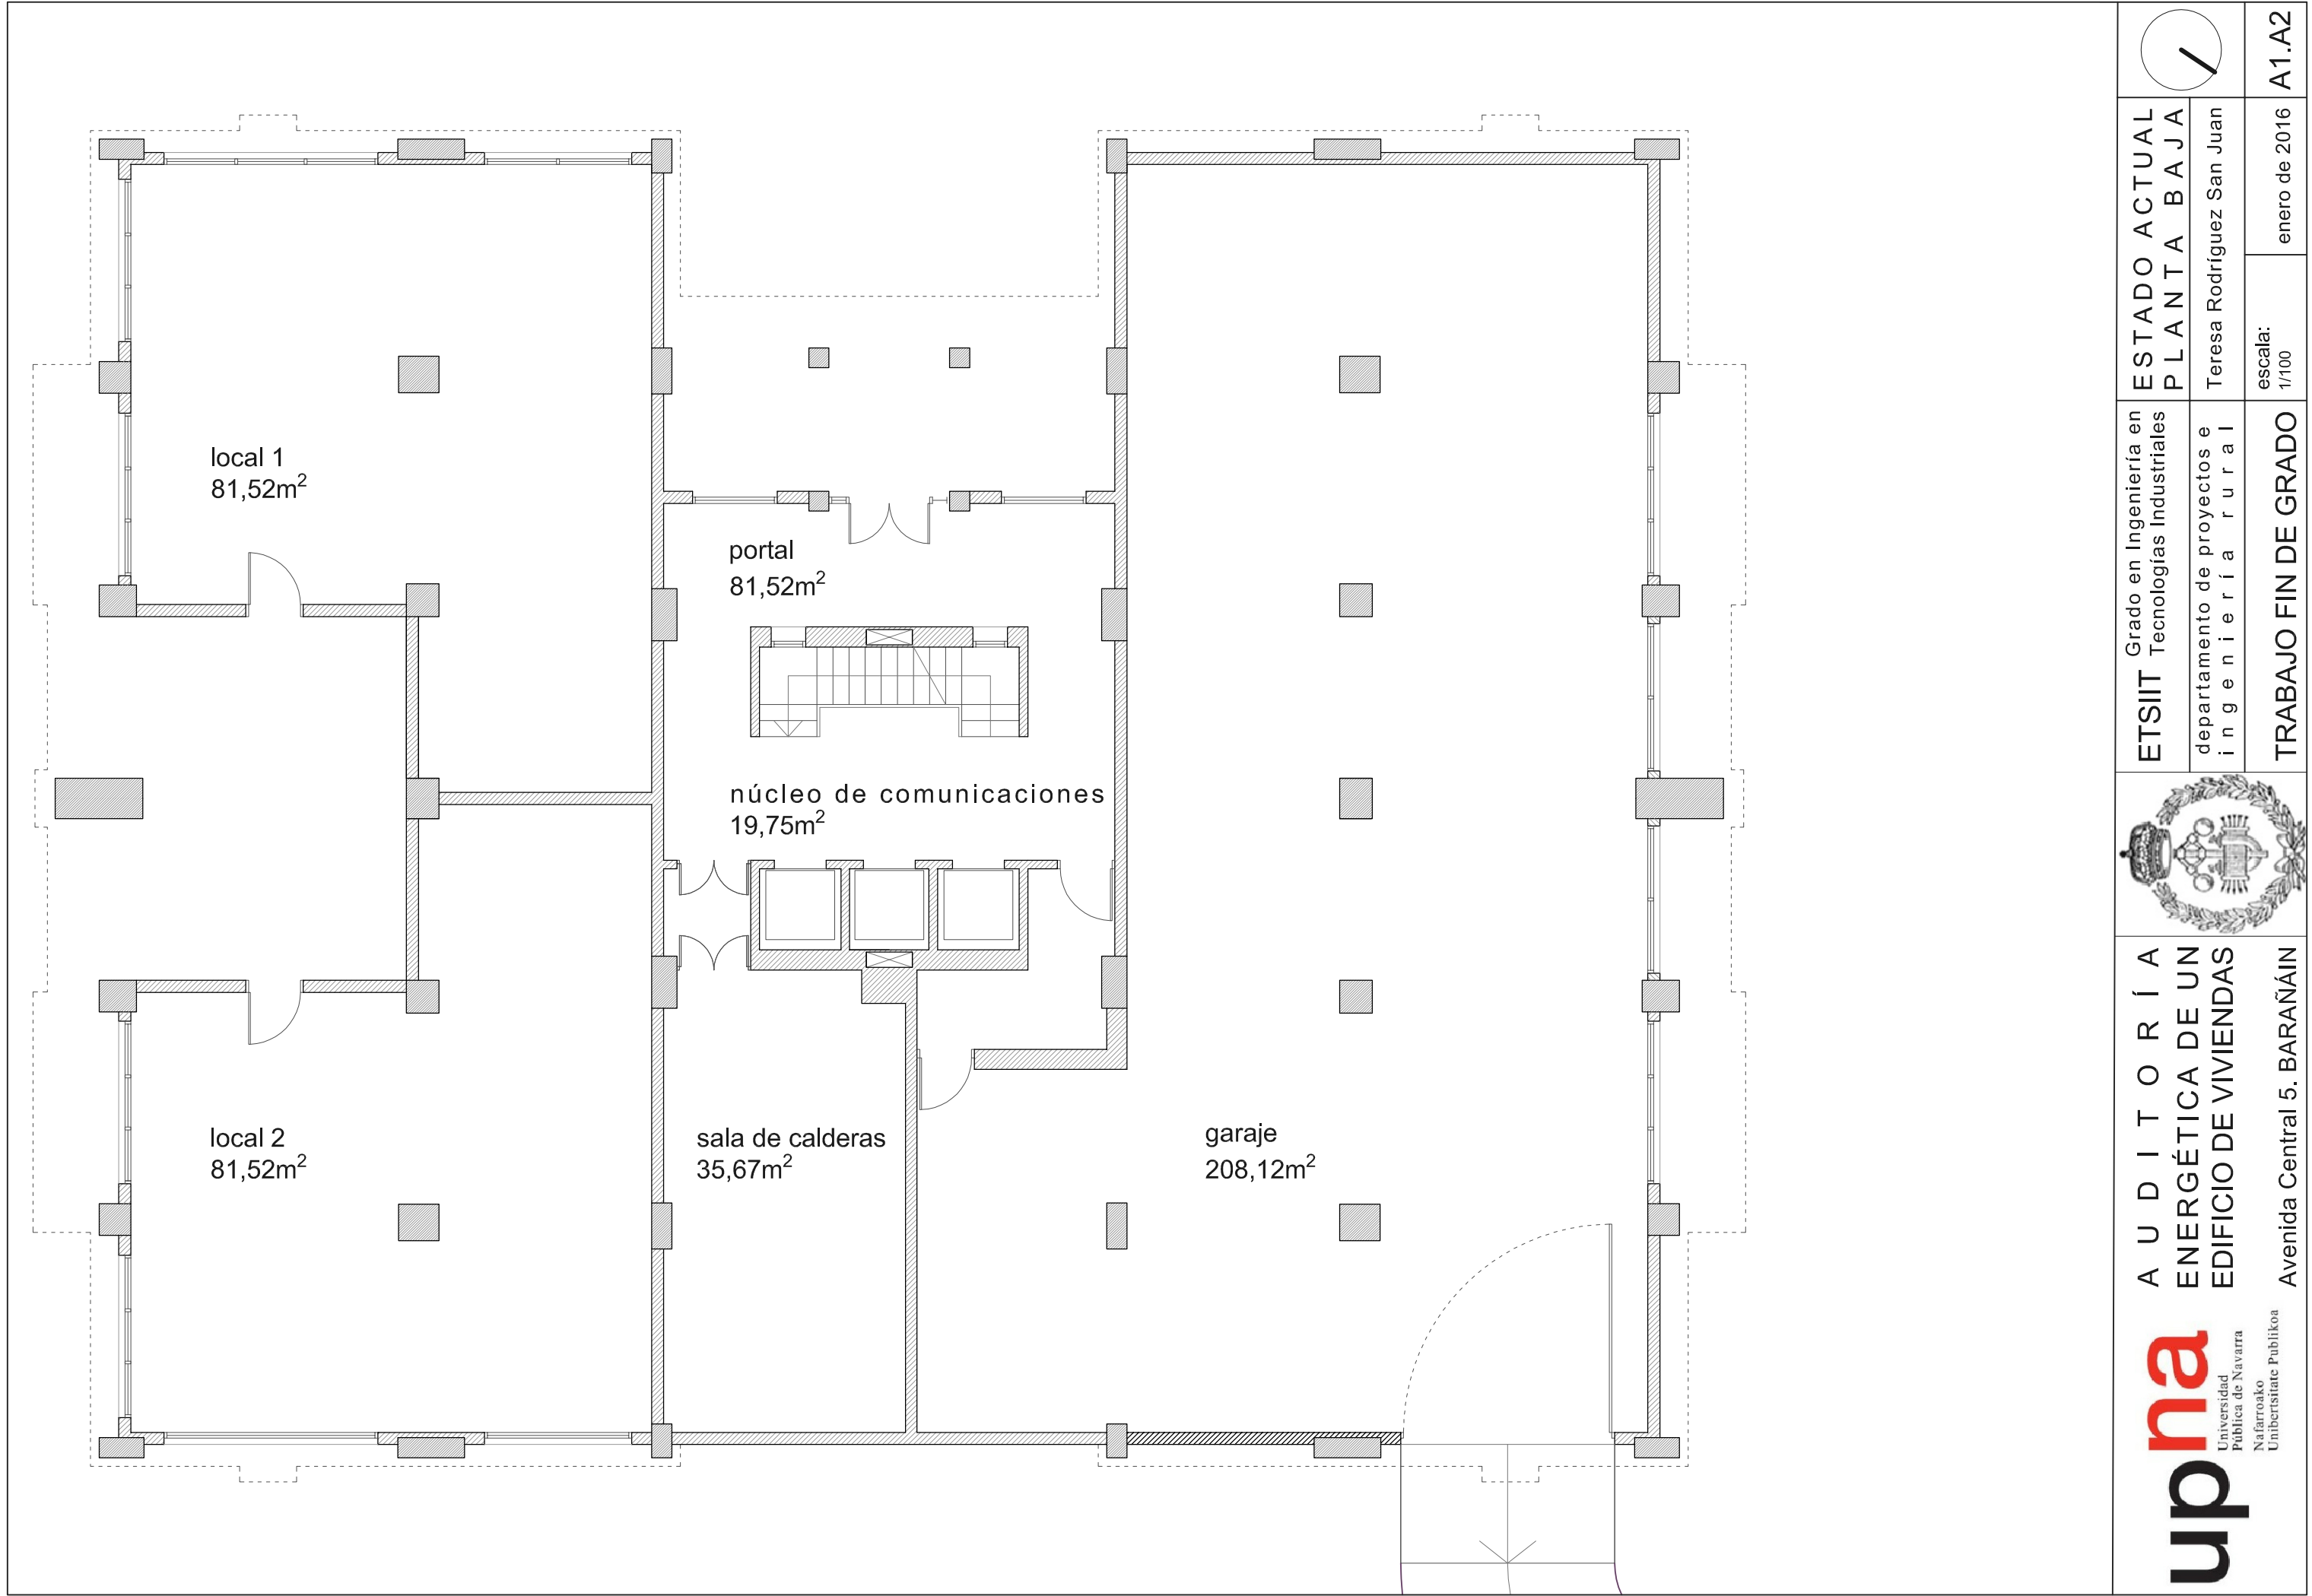 local 1
81,52m²
portal
81,52m²
núcleo de comunicaciones
19,75m²
local 2
81,52m²
sala de calderas
35,67m²
garaje
208,12m²
upna
Universidad
Pública de Navarra
Nafarroako
Unibertsitate Publikoa
AUDITORÍA
ENERGÉTICA DE UN
EDIFICIO DE VIVIENDAS
Avenida Central 5. BARAÑÁIN
ETSIIT
Grado en Ingeniería en
Tecnologías Industriales
departamento de proyectos e
ingeniería rural
TRABAJO FIN DE GRADO
ESTADO ACTUAL
PLANTA BAJA
Teresa Rodríguez San Juan
escala:
1/100
enero de 2016
A1.A2